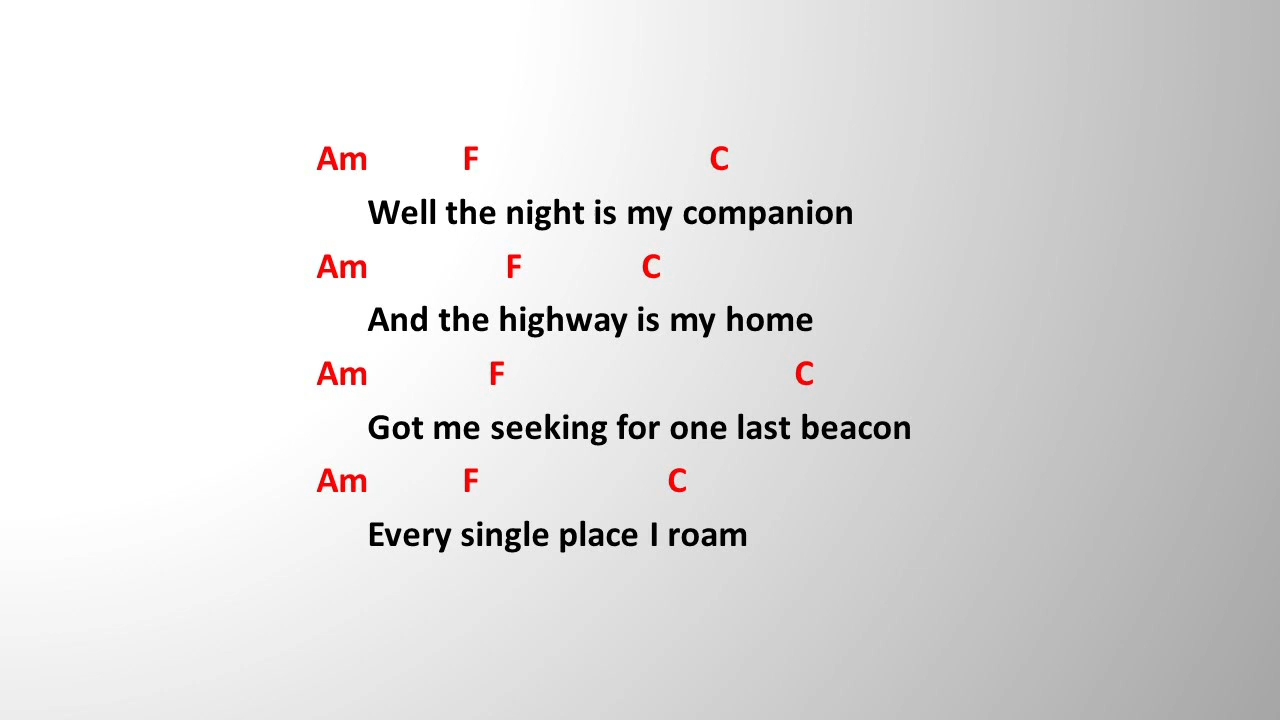 Am F C
Well the night is my companion
Am F C
And the highway is my home
Am F C
Got me seeking for one last beacon
Am F C
Every single place I roam